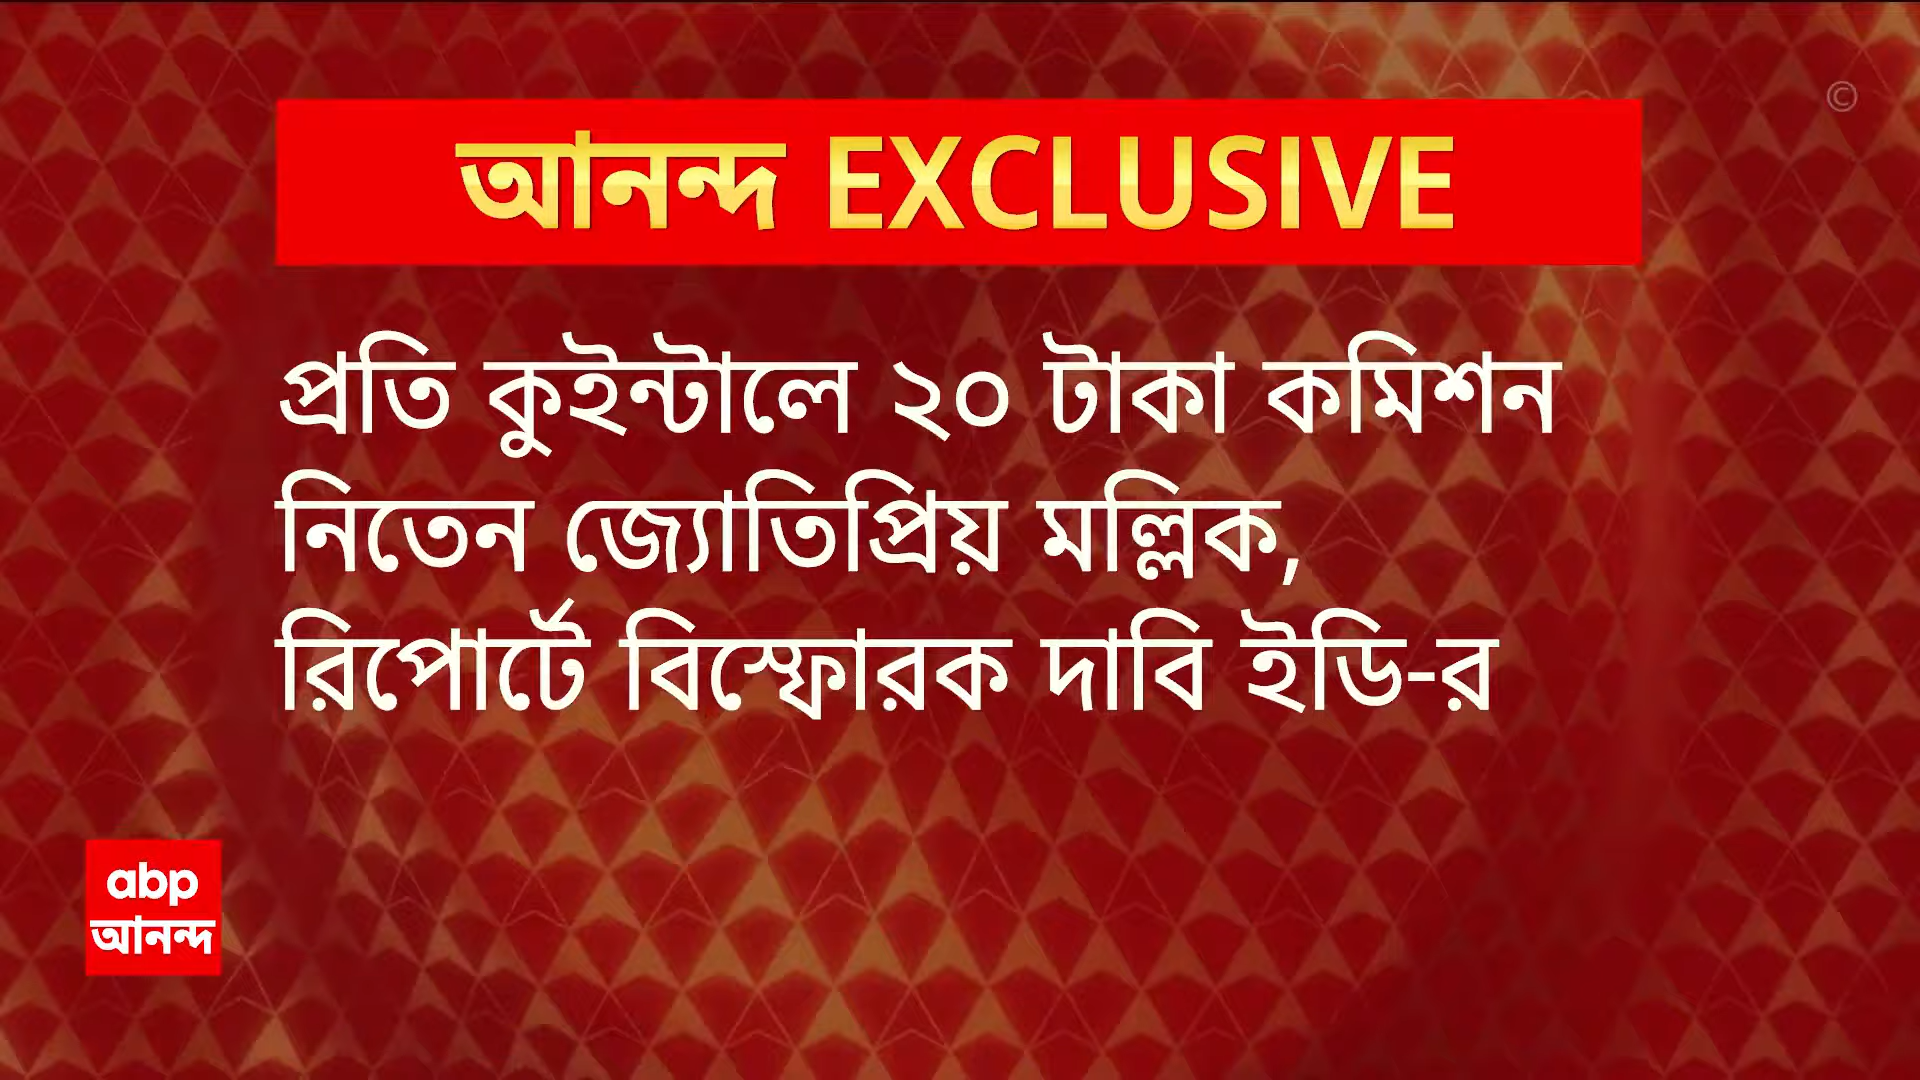 ©
আনন্দ EXCLUSIVE
প্রতি কুইন্টালে ২০ টাকা কমিশন
নিতেন জ্যোতিপ্রিয় মল্লিক,
রিপোর্টে বিস্ফোরক দাবি ইডি-র
abp
আনন্দ